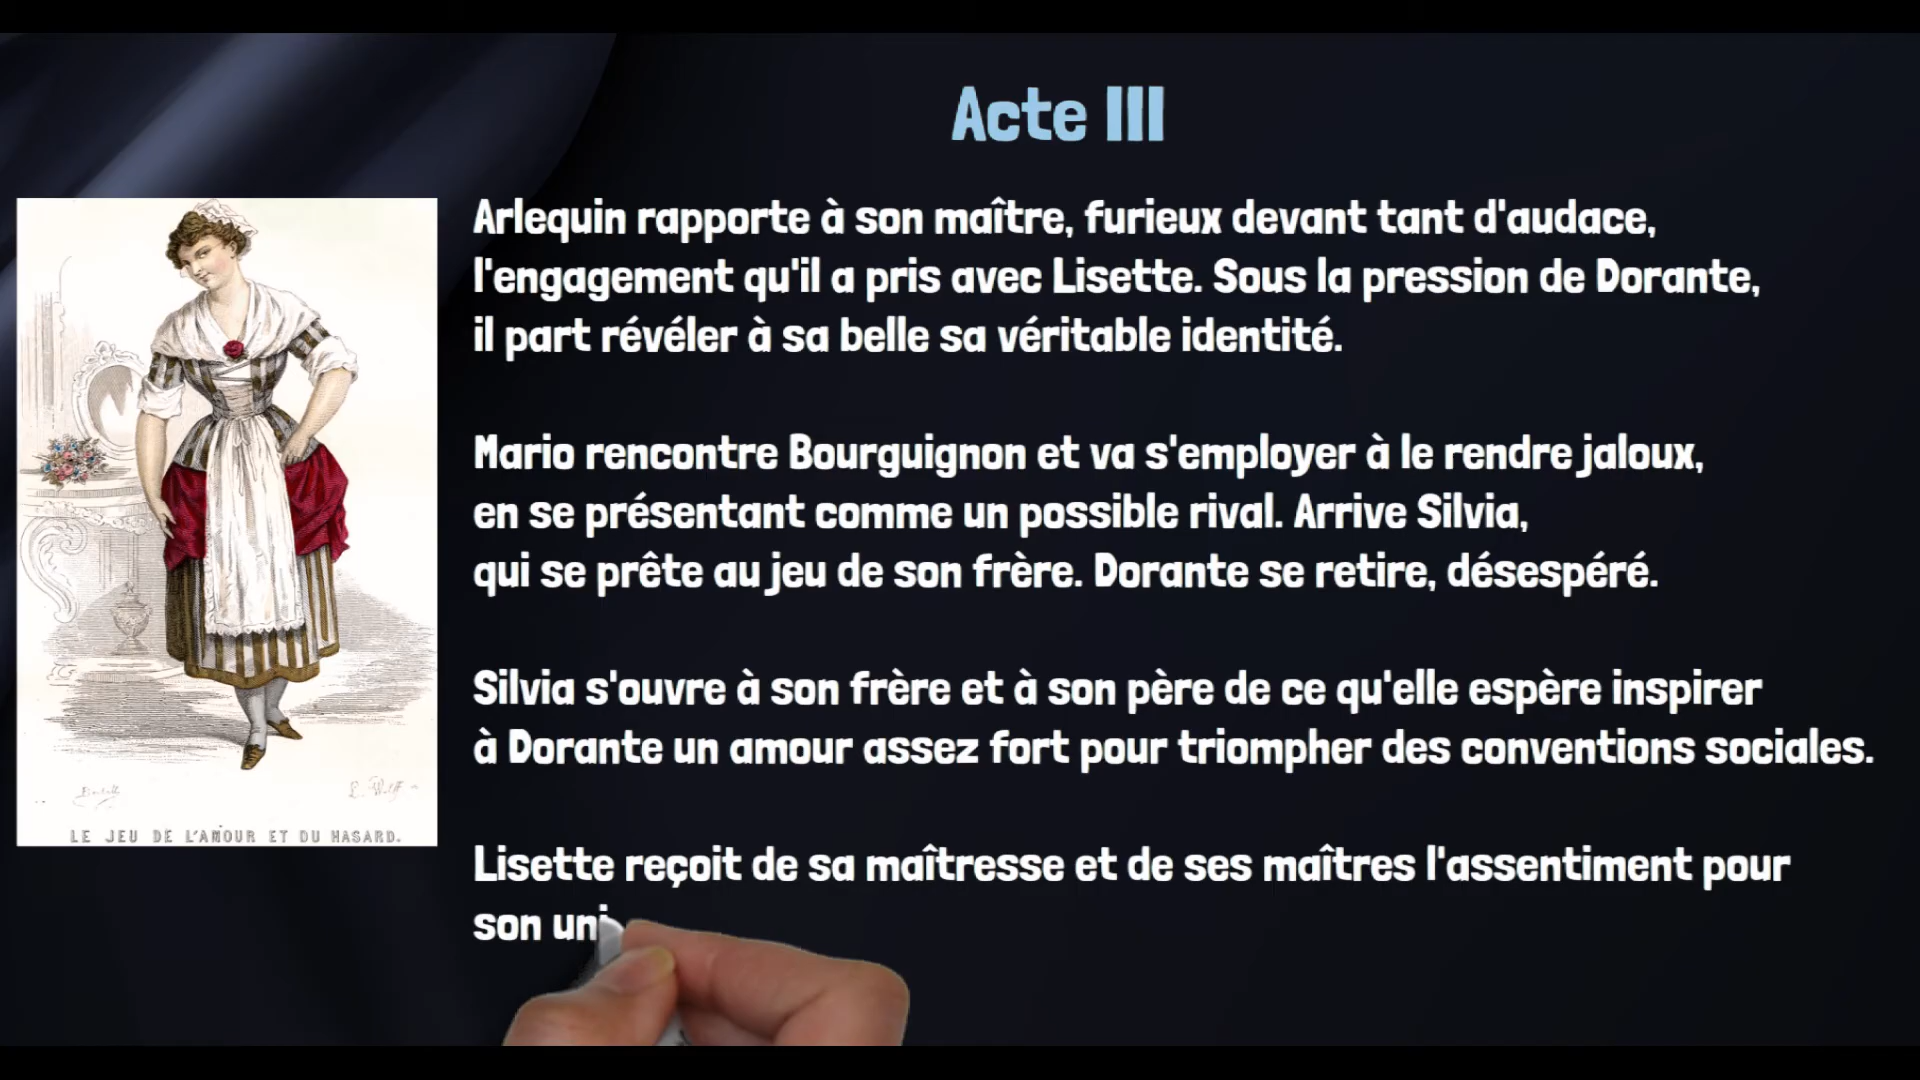 Acte III
Arlequin rapporte à son maître, furieux devant tant d'audace,
l'engagement qu'il a pris avec Lisette. Sous la pression de Dorante,
il part révéler à sa belle sa véritable identité.
Mario rencontre Bourguignon et va s'employer à le rendre jaloux,
en se présentant comme un possible rival. Arrive Silvia,
qui se prête au jeu de son frère. Dorante se retire, désespéré.
Silvia s'ouvre à son frère et à son père de ce qu'elle espère inspirer
à Dorante un amour assez fort pour triompher des conventions sociales.
Lisette reçoit de sa maîtresse et de ses maîtres l'assentiment pour
son uni
LE JEU DE L'AMOUR ET DU HASARD.